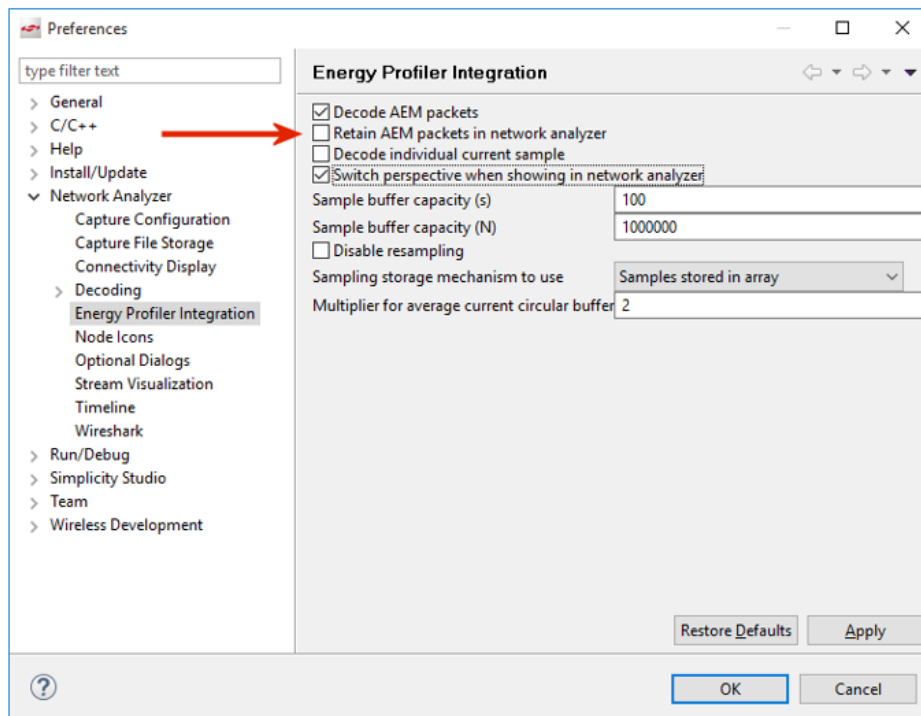 Preferences
type filter text
General
C/C++
Help
Install/Update
Network Analyzer
Capture Configuration
Capture File Storage
Connectivity Display
Decoding
Energy Profiler Integration
Node Icons
Optional Dialogs
Stream Visualization
Timeline
Wireshark
Run/Debug
Simplicity Studio
Team
Wireless Development
Energy Profiler Integration
Decode AEM packets
Retain AEM packets in network analyzer
Decode individual current sample
Switch perspective when showing in network analyzer
Sample buffer capacity (s) 100
Sample buffer capacity (N) 1000000
Disable resampling
Sampling storage mechanism to use Samples stored in array
Multiplier for average current circular buffer 2
Restore Defaults Apply
? OK Cancel